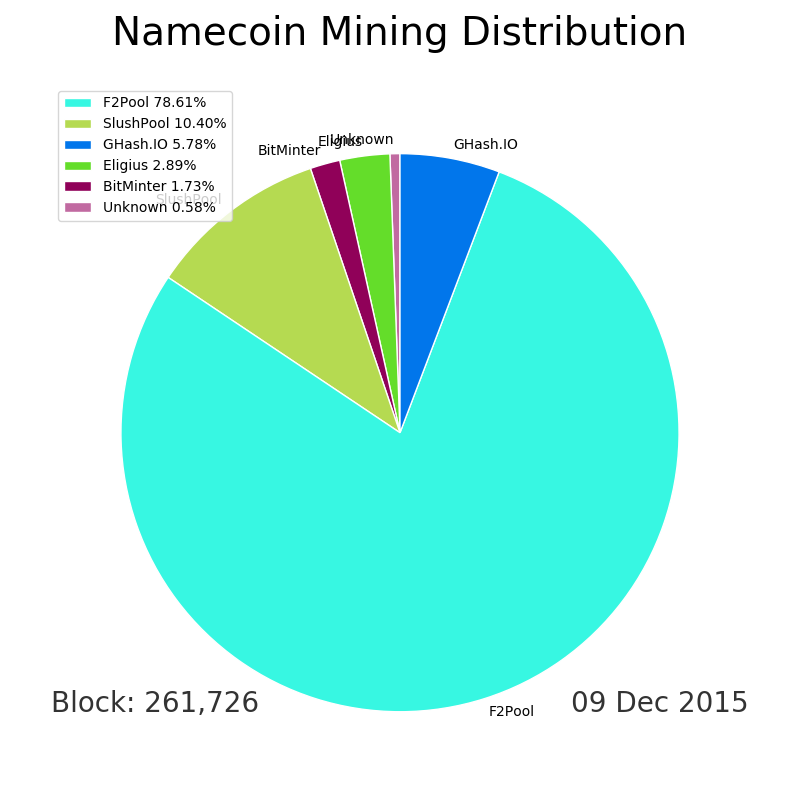 Namecoin Mining Distribution
F2Pool 78.61%
SlushPool 10.40%
GHash.IO 5.78%
Eligius 2.89%
BitMinter 1.73%
Unknown 0.58%
SlushPool
BitMinter
Eligius
Unknown
GHash.IO
F2Pool
Block: 261,726
09 Dec 2015